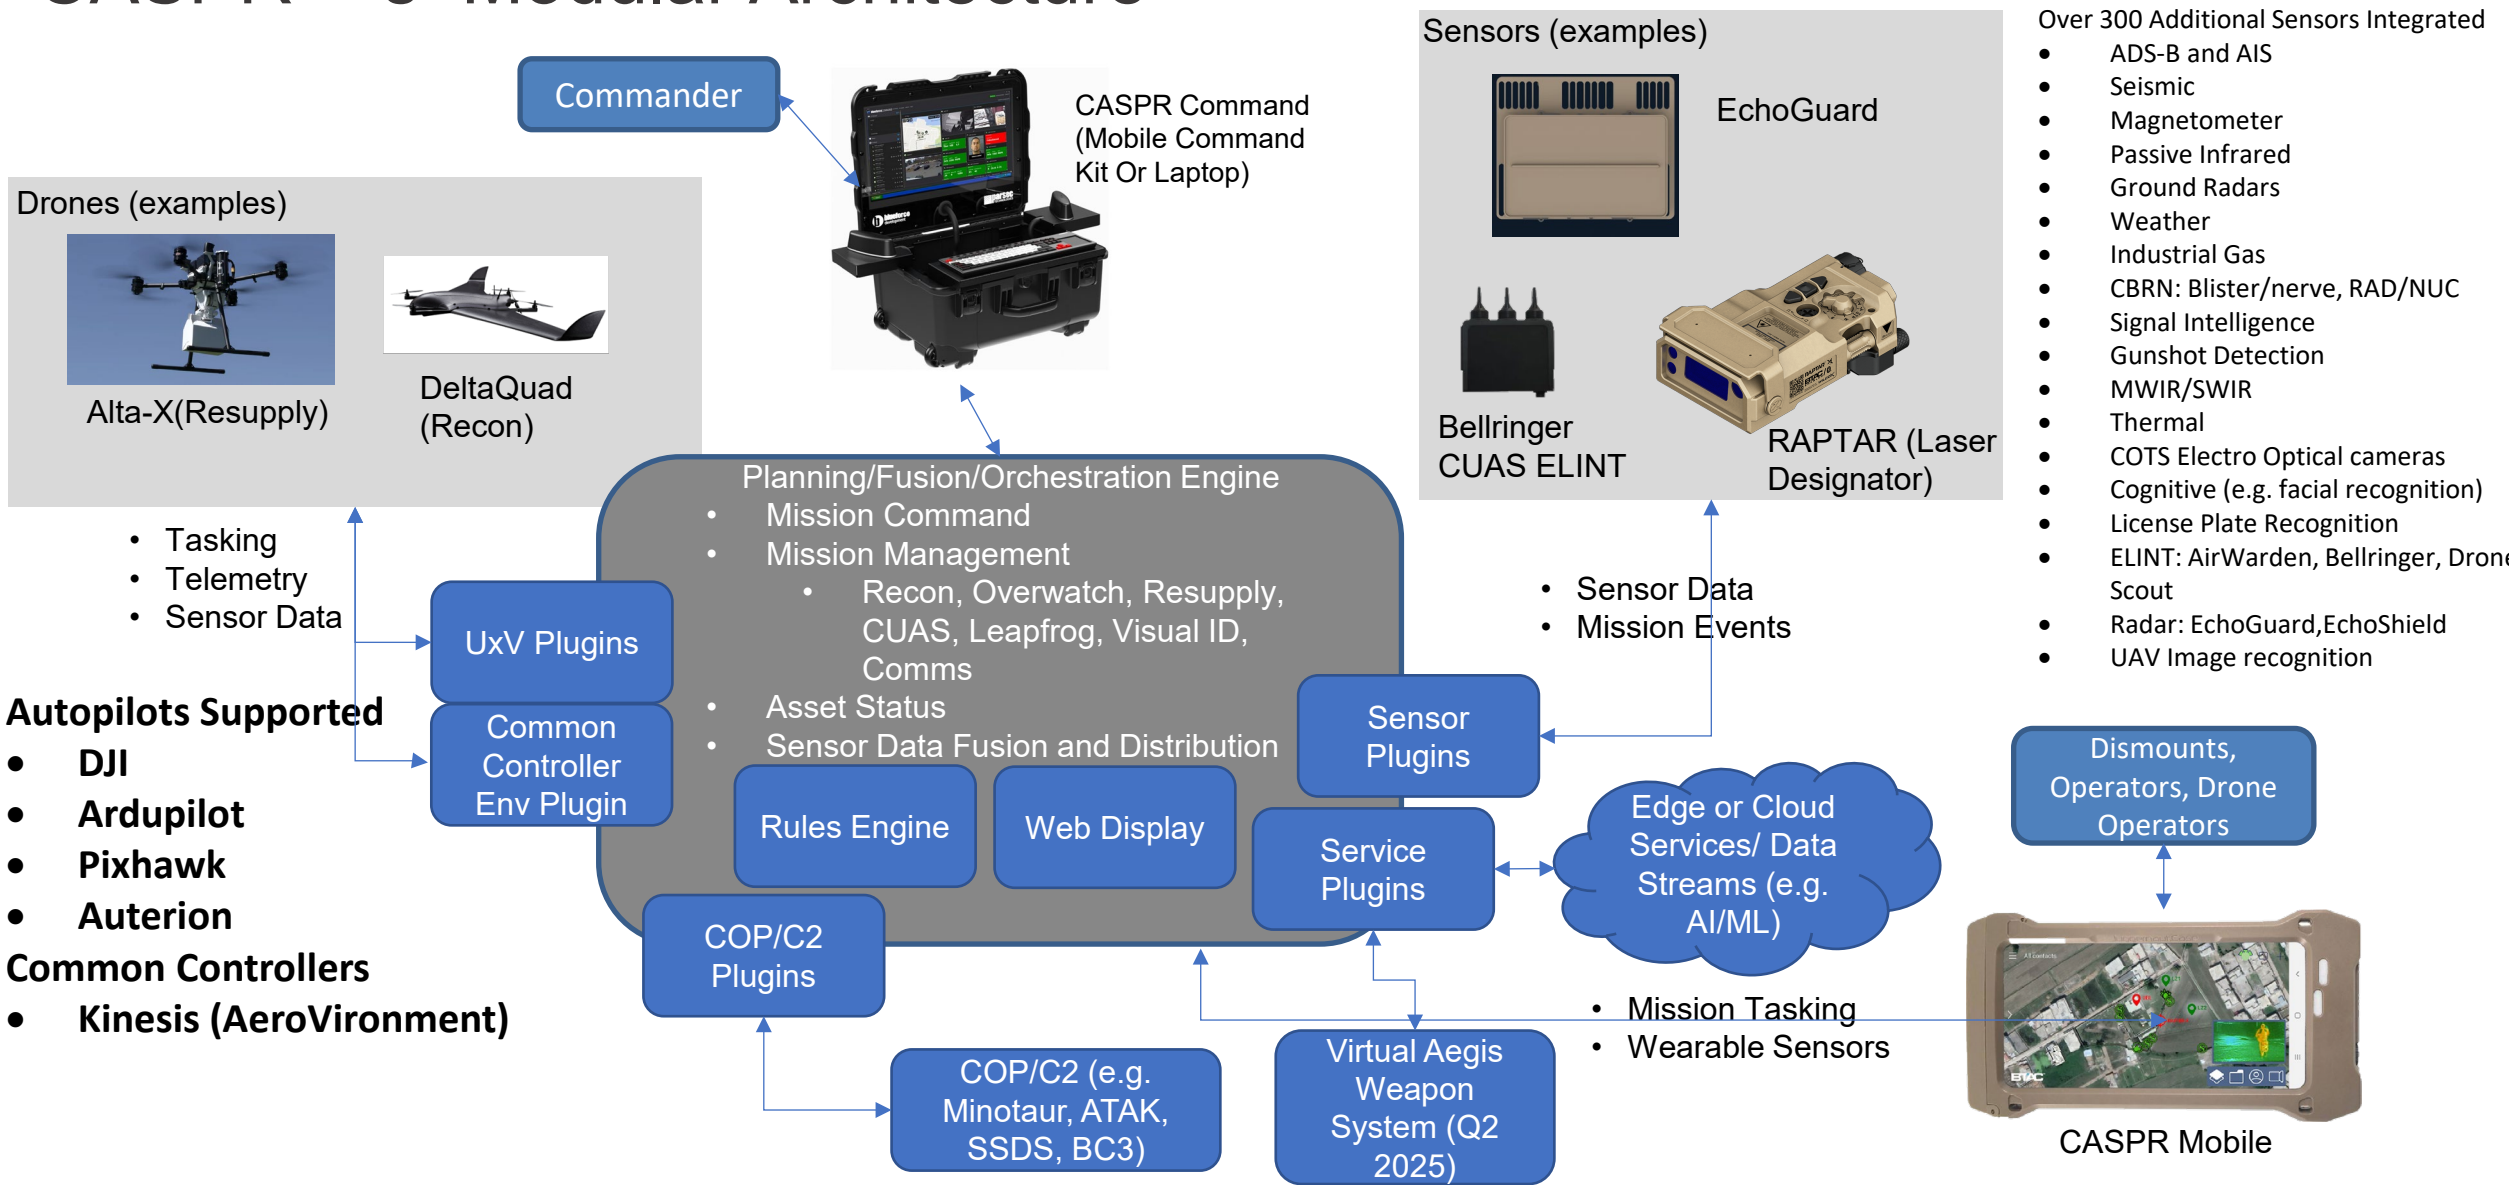 Commander
CASPR Command
(Mobile Command
Kit Or Laptop)
Drones (examples)
Alta-X(Resupply)
DeltaQuad
(Recon)
• Tasking
• Telemetry
• Sensor Data
Autopilots Supported
• DJI
• Ardupilot
• Pixhawk
• Auterion
Common Controllers
• Kinesis (AeroVironment)
UxV Plugins
Common
Controller
Env Plugin
Planning/Fusion/Orchestration Engine
• Mission Command
• Mission Management
• Recon, Overwatch, Resupply,
CUAS, Leapfrog, Visual ID,
Comms
• Asset Status
• Sensor Data Fusion and Distribution
Rules Engine
Web Display
COP/C2
Plugins
COP/C2 (e.g.
Minotaur, ATAK,
SSDS, BC3)
Sensor
Plugins
Service
Plugins
Virtual Aegis
Weapon
System (Q2
2025)
Sensors (examples)
EchoGuard
Bellringer
CUAS ELINT
RAPTAR (Laser
Designator)
• Sensor Data
• Mission Events
Edge or Cloud
Services/ Data
Streams (e.g.
AI/ML)
• Mission Tasking
• Wearable Sensors
Over 300 Additional Sensors Integrated
• ADS-B and AIS
• Seismic
• Magnetometer
• Passive Infrared
• Ground Radars
• Weather
• Industrial Gas
• CBRN: Blister/nerve, RAD/NUC
• Signal Intelligence
• Gunshot Detection
• MWIR/SWIR
• Thermal
• COTS Electro Optical cameras
• Cognitive (e.g. facial recognition)
• License Plate Recognition
• ELINT: AirWarden, Bellringer, Drone
Scout
• Radar: EchoGuard,EchoShield
• UAV Image recognition
Dismounts,
Operators, Drone
Operators
All contacts
BTAC
CASPR Mobile